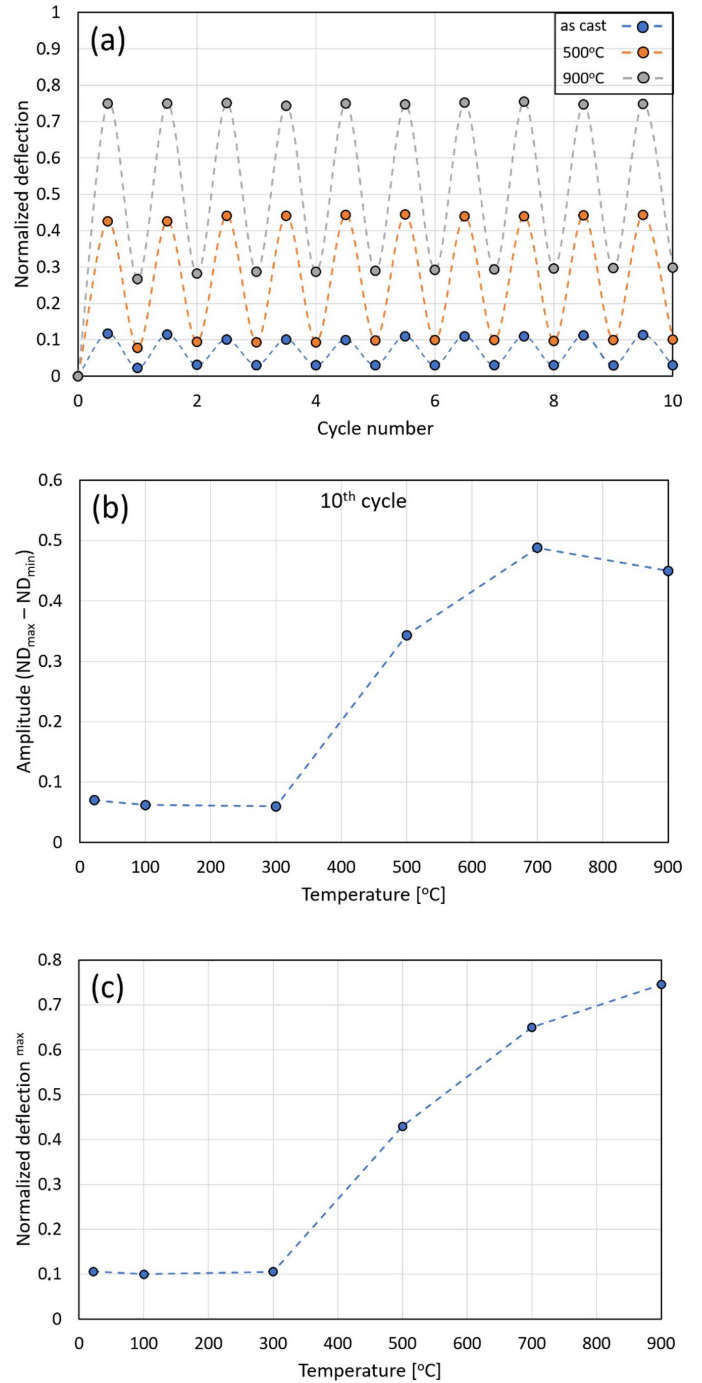 (a)
as cast
500°C
900°C
1
0.9
0.8
0.7
0.6
0.5
0.4
0.3
0.2
0.1
0
Normalized deflection
0 2 4 6 8 10
Cycle number
(b)
10th cycle
0.6
0.5
0.4
0.3
0.2
0.1
0
Amplitude (NDmax – NDmin)
0 100 200 300 400 500 600 700 800 900
Temperature [°C]
(c)
0.8
0.7
0.6
0.5
0.4
0.3
0.2
0.1
0
Normalized deflection max
0 100 200 300 400 500 600 700 800 900
Temperature [°C]